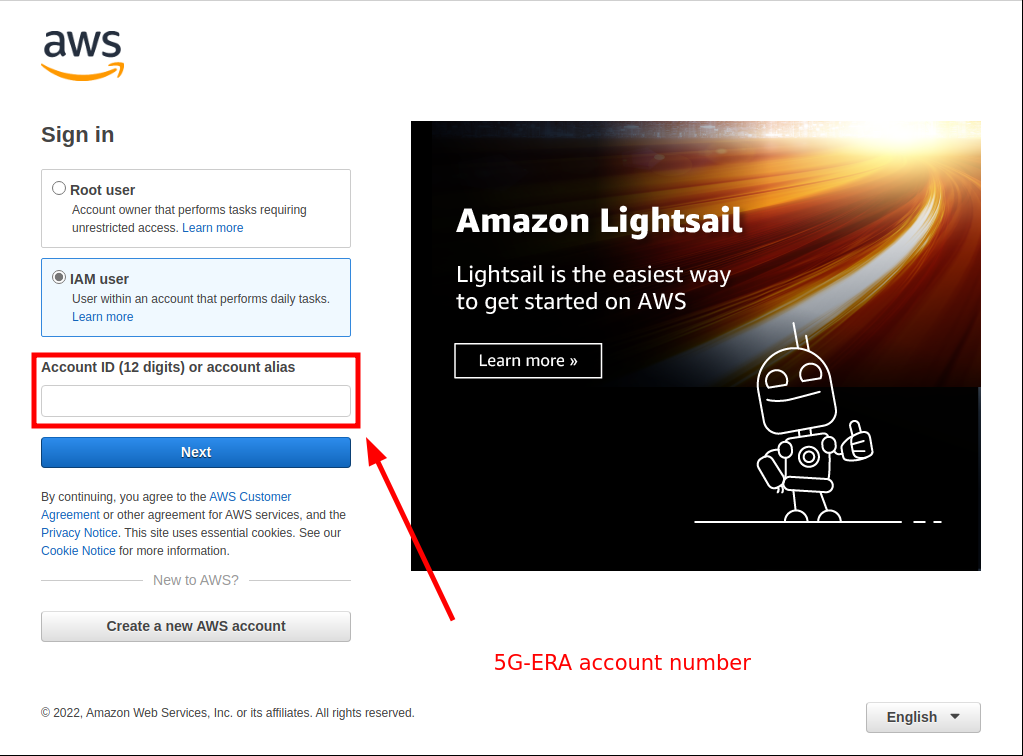 aws
Sign in
Root user
Account owner that performs tasks requiring
unrestricted access. Learn more
IAM user
User within an account that performs daily tasks.
Learn more
Account ID (12 digits) or account alias
Next
By continuing, you agree to the AWS Customer
Agreement or other agreement for AWS services, and the
Privacy Notice. This site uses essential cookies. See our
Cookie Notice for more information.
New to AWS?
Create a new AWS account
Amazon Lightsail
Lightsail is the easiest way
to get started on AWS
Learn more »
5G-ERA account number
© 2022, Amazon Web Services, Inc. or its affiliates. All rights reserved.
English